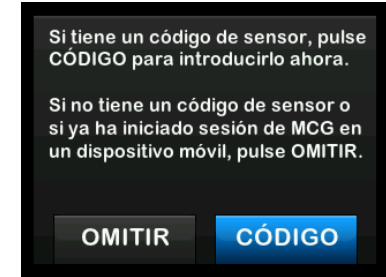 Si tiene un código de sensor, pulse
CÓDIGO para introducirlo ahora.
Si no tiene un código de sensor o
si ya ha iniciado sesión de MCG en
un dispositivo móvil, pulse OMITIR.
OMITIR CÓDIGO